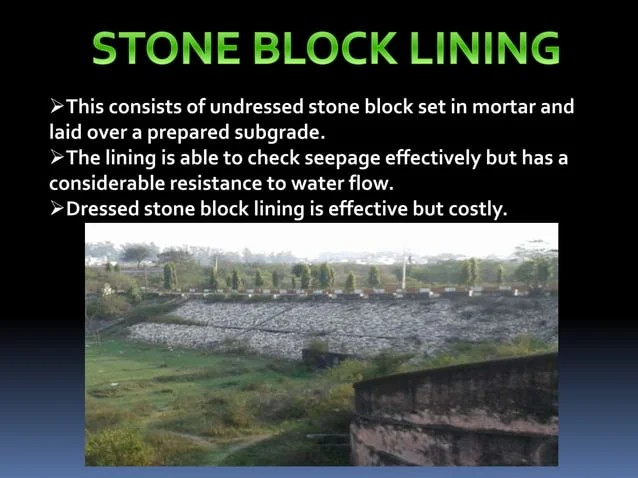 STONE BLOCK LINING
➢This consists of undressed stone block set in mortar and
laid over a prepared subgrade.
➢The lining is able to check seepage effectively but has a
considerable resistance to water flow.
➢Dressed stone block lining is effective but costly.